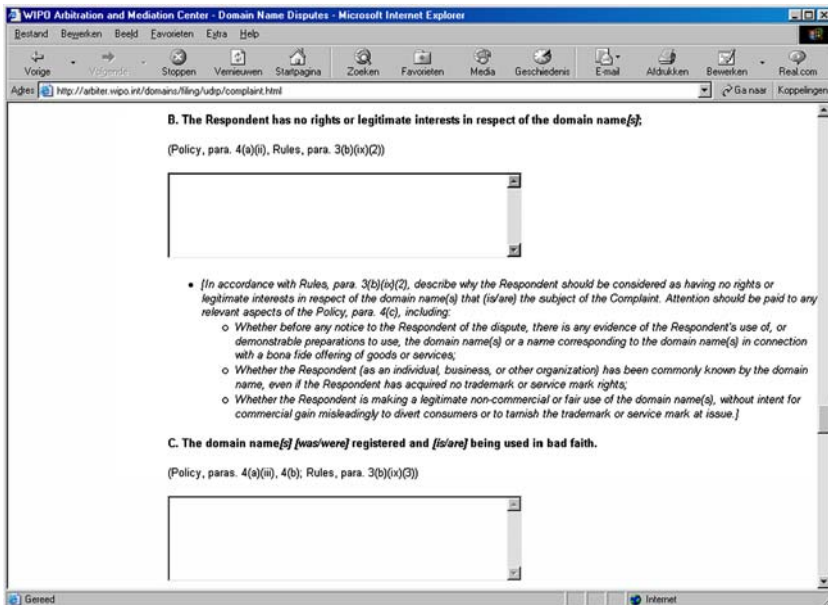 WIPO Arbitration and Mediation Center - Domain Name Disputes - Microsoft Internet Explorer
Bestand Bewerken Beeld Favorieten Extra Help
Vorige Volgende Stoppen Vernieuwen Startpagina Zoeken Favorieten Media Geschiedenis E-mail Afdrukken Bewerken Real.com
Adres http://arbiter.wipo.int/domains/filing/udrp/complaint.html Ga naar Koppelingen
B. The Respondent has no rights or legitimate interests in respect of the domain name[s];
(Policy, para. 4(a)(ii), Rules, para. 3(b)(ix)(2))
• [In accordance with Rules, para. 3(b)(ix)(2), describe why the Respondent should be considered as having no rights or
legitimate interests in respect of the domain name(s) that (is/are) the subject of the Complaint. Attention should be paid to any
relevant aspects of the Policy, para. 4(c), including:
o Whether before any notice to the Respondent of the dispute, there is any evidence of the Respondent's use of, or
demonstrable preparations to use, the domain name(s) or a name corresponding to the domain name(s) in connection
with a bona fide offering of goods or services;
o Whether the Respondent (as an individual, business, or other organization) has been commonly known by the domain
name, even if the Respondent has acquired no trademark or service mark rights;
o Whether the Respondent is making a legitimate non-commercial or fair use of the domain name(s), without intent for
commercial gain misleadingly to divert consumers or to tarnish the trademark or service mark at issue.]
C. The domain name[s] [was/were] registered and [is/are] being used in bad faith.
(Policy, paras. 4(a)(iii), 4(b); Rules, para. 3(b)(ix)(3))
Gereed Internet